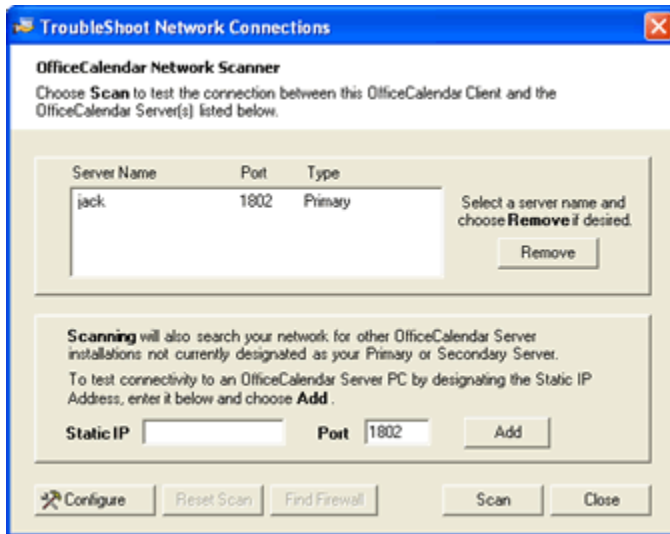 TroubleShoot Network Connections
OfficeCalendar Network Scanner
Choose Scan to test the connection between this OfficeCalendar Client and the
OfficeCalendar Server(s) listed below.
Server Name Port Type
jack 1802 Primary
Select a server name and
choose Remove if desired.
Remove
Scanning will also search your network for other OfficeCalendar Server
installations not currently designated as your Primary or Secondary Server.
To test connectivity to an OfficeCalendar Server PC by designating the Static IP
Address, enter it below and choose Add .
Static IP Port 1802 Add
Configure Reset Scan Find Firewall Scan Close